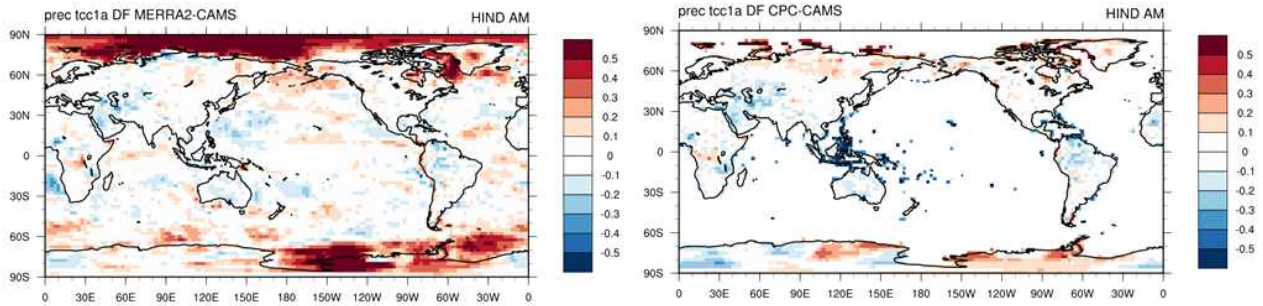 prec tcc1a DF MERRA2-CAMS HIND AM
90N
60N
30N
0
30S
60S
90S
0 30E 60E 90E 120E 150E 180 150W 120W 90W 60W 30W 0
0.5
0.4
0.3
0.2
0.1
0
-0.1
-0.2
-0.3
-0.4
-0.5
prec tcc1a DF CPC-CAMS HIND AM
90N
60N
30N
0
30S
60S
90S
0 30E 60E 90E 120E 150E 180 150W 120W 90W 60W 30W 0
0.5
0.4
0.3
0.2
0.1
0
-0.1
-0.2
-0.3
-0.4
-0.5